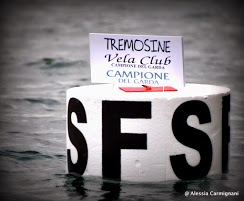 TREMOSINE
Vela Club
CAMPIONE DEL GARDA
CAMPIONE
DEL GARDA
SFS
@ Alessia Carmignani